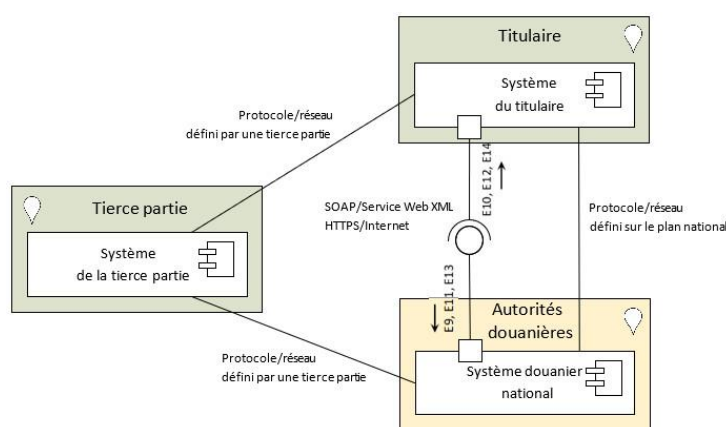 Titulaire
Système
du titulaire
Protocole/réseau
défini par une tierce partie
E10, E12, E14
Tierce partie
SOAP/Service Web XML
HTTPS/Internet
Protocole/réseau
défini sur le plan national
Système
de la tierce partie
E9, E11, E13
Autorités
douanières
Protocole/réseau
défini par une tierce partie
Système douanier
national